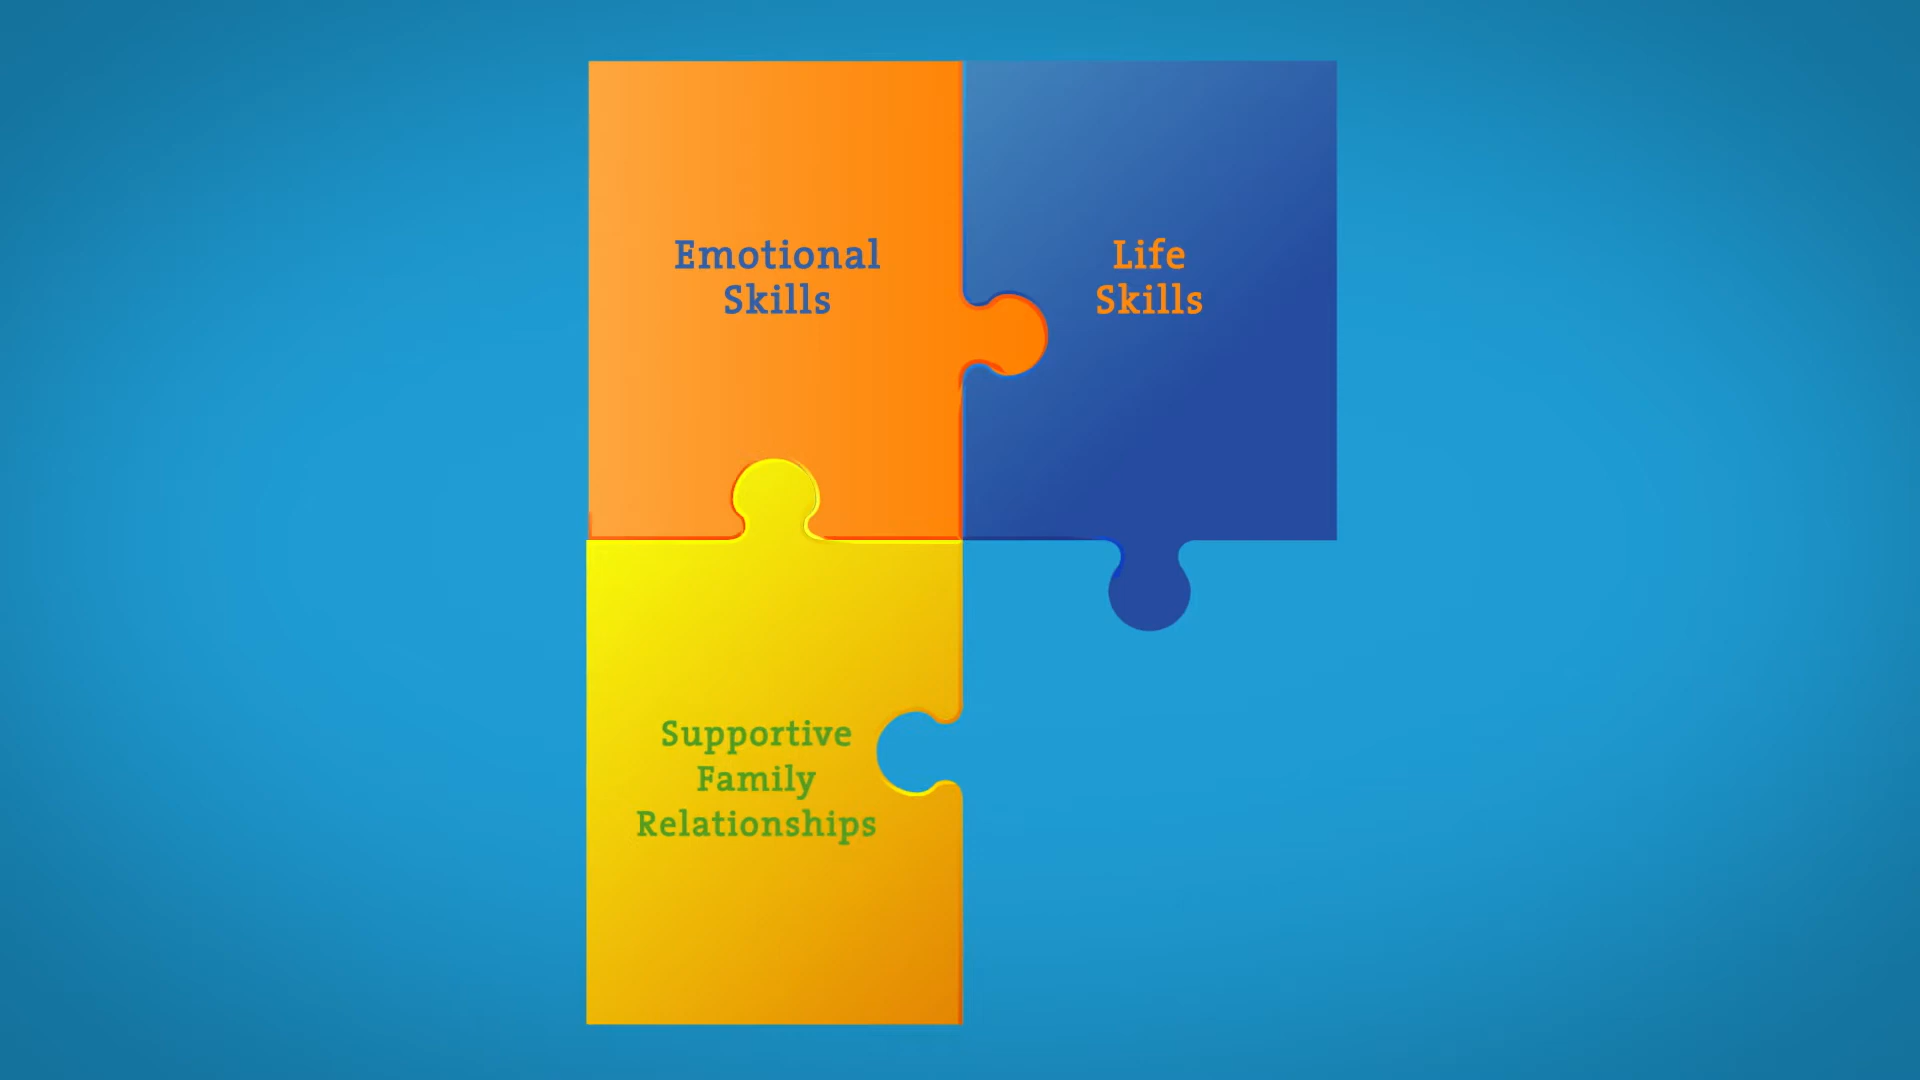 Emotional
Skills
Life
Skills
Supportive
Family
Relationships